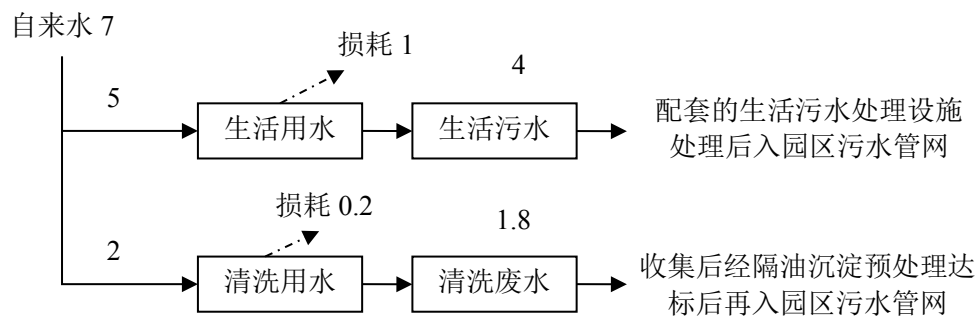 自来水 7
损耗 1
4
5
生活用水
生活污水
配套的生活污水处理设施
处理后入园区污水管网
损耗 0.2
1.8
2
清洗用水
清洗废水
收集后经隔油沉淀预处理达
标后再入园区污水管网